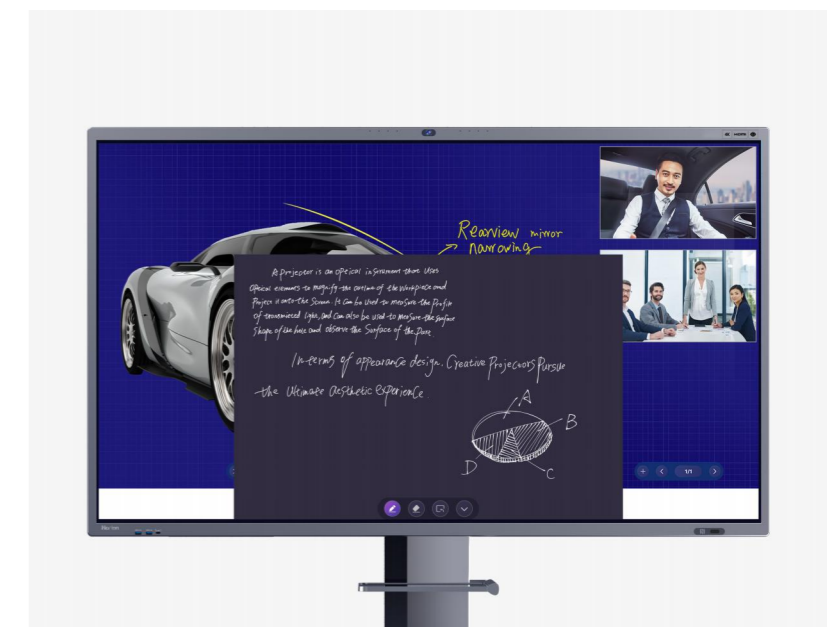 HDMI
Rearview mirror
narrowing
A Projector is an optical instrument that Uses
Optical elements to magnify the outline of the Workpiece and
Project it onto the Screen. It Can be Used to measure the Profile
of transmitted light, and Can also be used to Measure the Surface
Shape of the hole and observe the Surface of the Part.
In terms of appearance design. Creative Projectors Pursue
the Ultimate Aesthetic Experience.
A
B
D
C
1/1